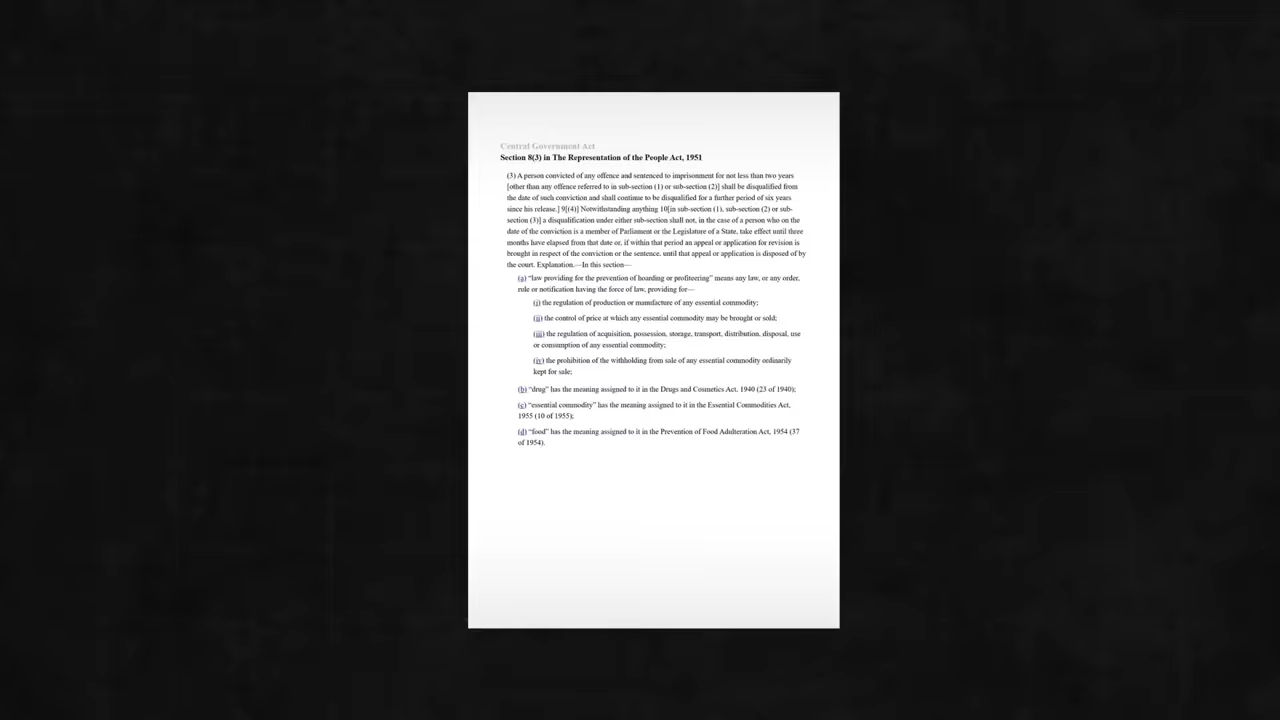 Central Government Act
Section 8(3) in The Representation of the People Act, 1951
(3) A person convicted of any offence and sentenced to imprisonment for not less than two years
[other than any offence referred to in sub-section (1) or sub-section (2)] shall be disqualified from
the date of such conviction and shall continue to be disqualified for a further period of six years
since his release.] 9[(4)] Notwithstanding anything 10[in sub-section (1), sub-section (2) or sub-
section (3)] a disqualification under either sub-section shall not, in the case of a person who on the
date of the conviction is a member of Parliament or the Legislature of a State, take effect until three
months have elapsed from that date or, if within that period an appeal or application for revision is
brought in respect of the conviction or the sentence, until that appeal or application is disposed of by
the court. Explanation.—In this section—
(a) “law providing for the prevention of hoarding or profiteering” means any law, or any order,
rule or notification having the force of law, providing for—
(i) the regulation of production or manufacture of any essential commodity;
(ii) the control of price at which any essential commodity may be brought or sold;
(iii) the regulation of acquisition, possession, storage, transport, distribution, disposal, use
or consumption of any essential commodity;
(iv) the prohibition of the withholding from sale of any essential commodity ordinarily
kept for sale;
(b) “drug” has the meaning assigned to it in the Drugs and Cosmetics Act, 1940 (23 of 1940);
(c) “essential commodity” has the meaning assigned to it in the Essential Commodities Act,
1955 (10 of 1955);
(d) “food” has the meaning assigned to it in the Prevention of Food Adulteration Act, 1954 (37
of 1954).